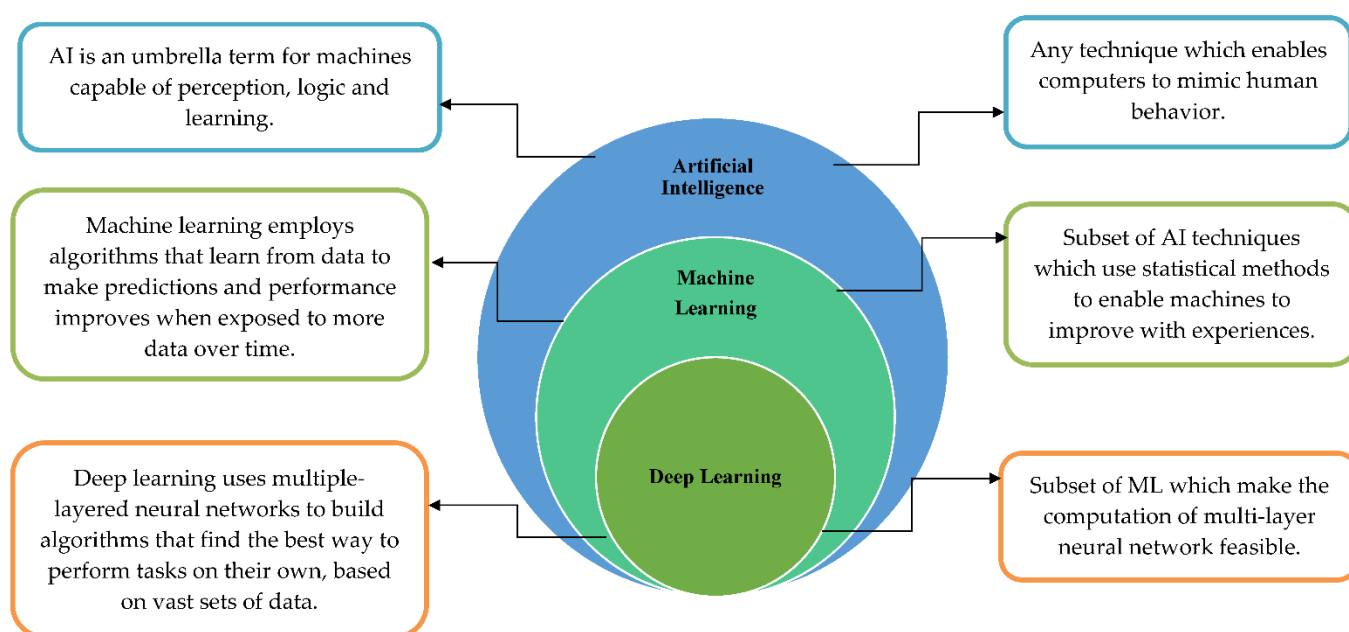 AI is an umbrella term for machines
capable of perception, logic and
learning.
Any technique which enables
computers to mimic human
behavior.
Artificial
Intelligence
Machine learning employs
algorithms that learn from data to
make predictions and performance
improves when exposed to more
data over time.
Machine
Learning
Subset of AI techniques
which use statistical methods
to enable machines to
improve with experiences.
Deep learning uses multiple-
layered neural networks to build
algorithms that find the best way to
perform tasks on their own, based
on vast sets of data.
Deep Learning
Subset of ML which make the
computation of multi-layer
neural network feasible.